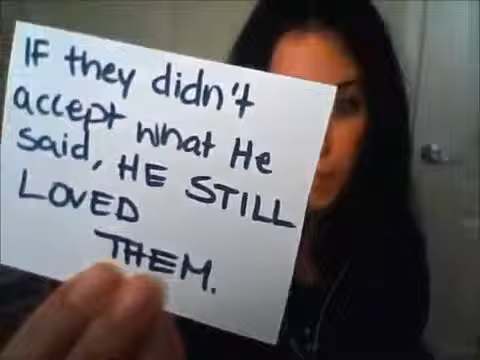 IF they didn't
accept what He
said, HE STILL
LOVED
THEM.